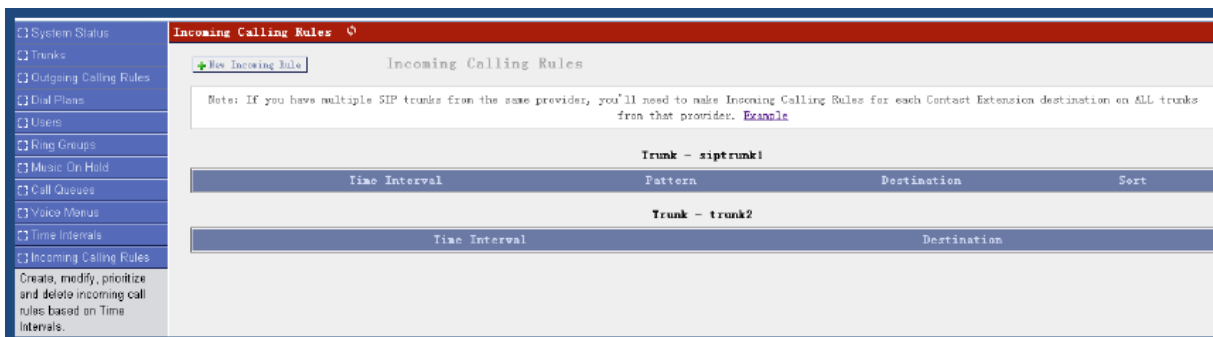 System Status
Trunks
Outgoing Calling Rules
Dial Plans
Users
Ring Groups
Music On Hold
Call Queues
Voice Menus
Time Intervals
Incoming Calling Rules
Create, modify, prioritize
and delete incoming call
rules based on Time
Intervals.
Incoming Calling Rules
New Incoming Rule
Incoming Calling Rules
Note: If you have multiple SIP trunks from the same provider, you'll need to make Incoming Calling Rules for each Contact Extension destination on ALL trunks
from that provider. Example
Trunk - siptrunk1
Time Interval Pattern Destination Sort
Trunk - trunk2
Time Interval Destination